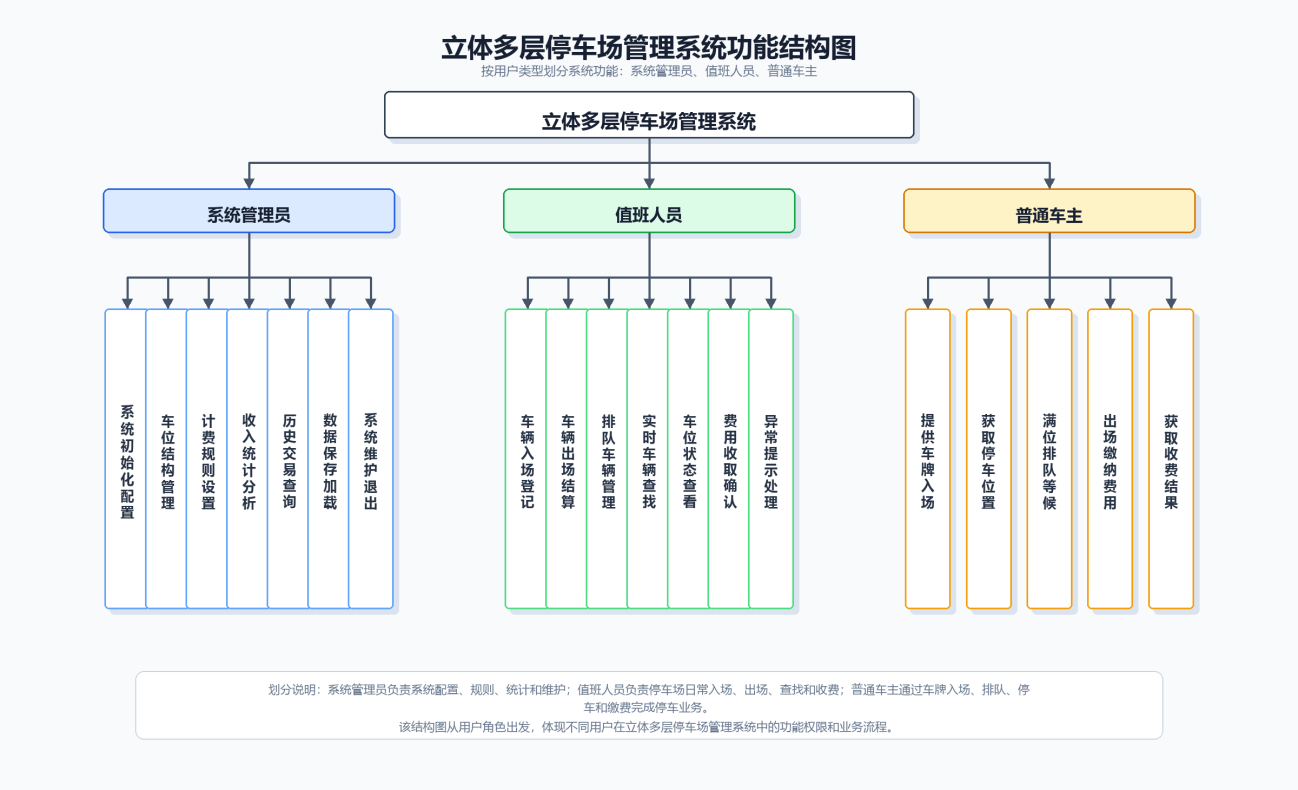 立体多层停车场管理系统功能结构图
按用户类型划分系统功能：系统管理员、值班人员、普通车主
立体多层停车场管理系统
系统管理员
值班人员
普通车主
系统初始化配置
车位结构管理
计费规则设置
收入统计分析
历史交易查询
数据保存加载
系统维护退出
车辆入场登记
车辆出场结算
排队车辆管理
实时车辆查找
车位状态查看
费用收取确认
异常提示处理
提供车牌入场
获取停车位置
满位排队等候
出场缴纳费用
获取收费结果
划分说明：系统管理员负责系统配置、规则、统计和维护；值班人员负责停车场日常入场、出场、查找和收费；普通车主通过车牌入场、排队、停
车和缴费完成停车业务。
该结构图从用户角色出发，体现不同用户在立体多层停车场管理系统中的功能权限和业务流程。